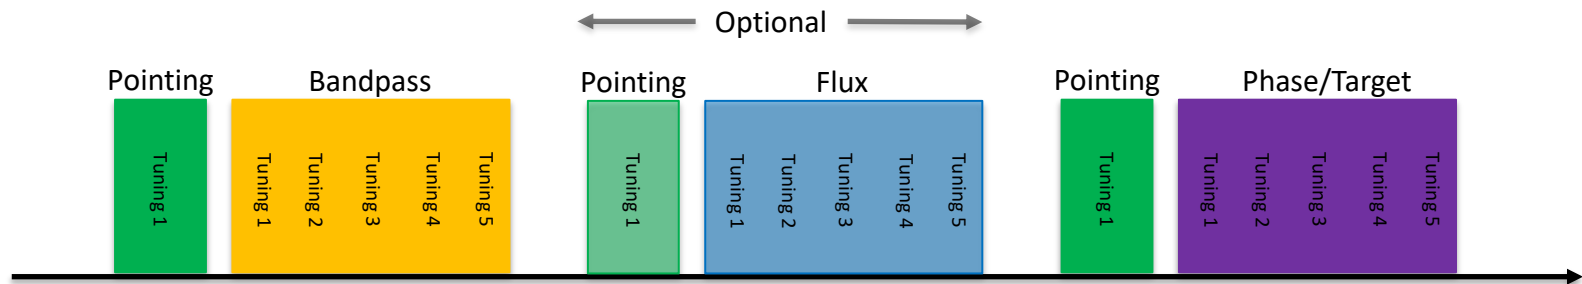 Optional
Pointing
Bandpass
Pointing
Flux
Pointing
Phase/Target
Tuning 1
Tuning 1
Tuning 2
Tuning 3
Tuning 4
Tuning 5
Tuning 1
Tuning 1
Tuning 2
Tuning 3
Tuning 4
Tuning 5
Tuning 1
Tuning 1
Tuning 2
Tuning 3
Tuning 4
Tuning 5